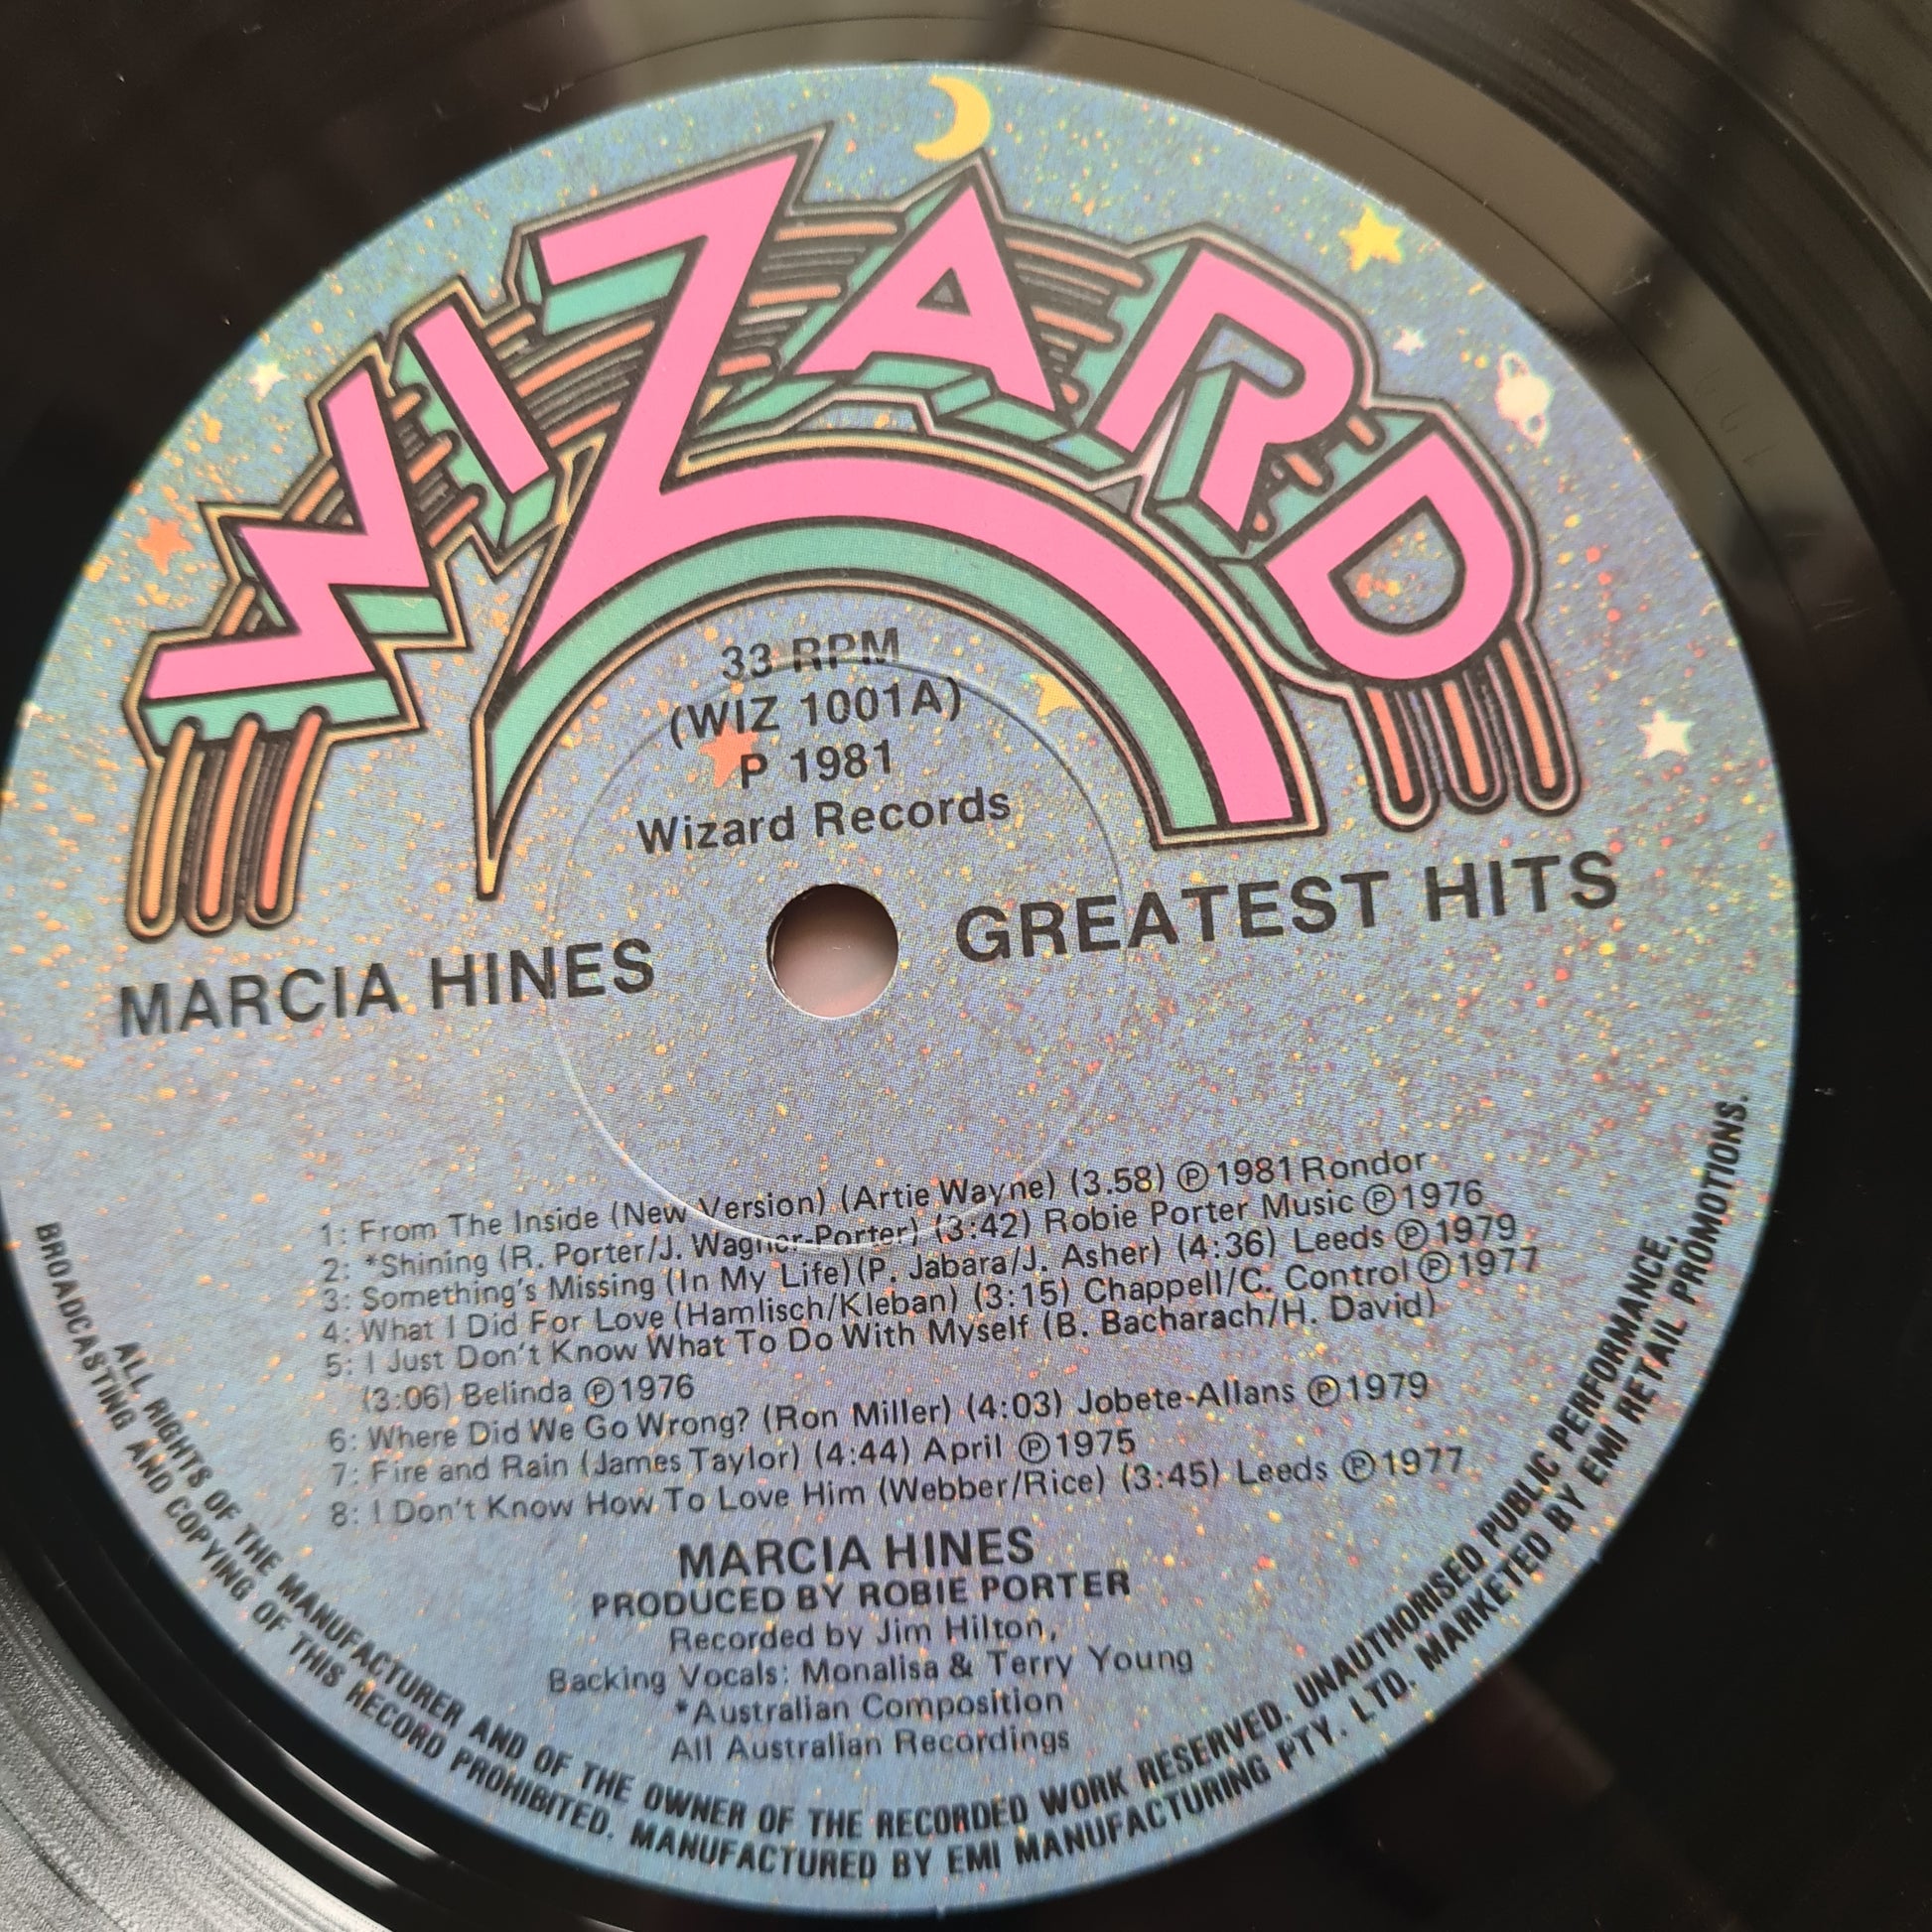 WIZARD
33 RPM
(WIZ 1001A)
P 1981
Wizard Records
MARCIA HINES GREATEST HITS
1: From The Inside (New Version) (Artie Wayne) (3.58) ℗1981 Rondor
2: *Shining (R. Porter/J. Wagner-Porter) (3:42) Robie Porter Music ℗1976
3: Something's Missing (In My Life) (P. Jabara/J. Asher) (4:36) Leeds ℗1979
4: What I Did For Love (Hamlisch/Kleban) (3:15) Chappell/C. Control ℗1977
5: I Just Don't Know What To Do With Myself (B. Bacharach/H. David)
(3:06) Belinda ℗1976
6: Where Did We Go Wrong? (Ron Miller) (4:03) Jobete-Allans ℗1979
7: Fire and Rain (James Taylor) (4:44) April ℗1975
8: I Don't Know How To Love Him (Webber/Rice) (3:45) Leeds ℗1977
MARCIA HINES
PRODUCED BY ROBIE PORTER
Recorded by Jim Hilton,
Backing Vocals: Monalisa & Terry Young
*Australian Composition
All Australian Recordings
ALL RIGHTS OF THE MANUFACTURER AND OF THE OWNER OF THE RECORDED WORK RESERVED. UNAUTHORISED PUBLIC PERFORMANCE,
BROADCASTING AND COPYING OF THIS RECORD PROHIBITED. MANUFACTURED BY EMI MANUFACTURING PTY. LTD. MARKETED BY EMI RETAIL PROMOTIONS.